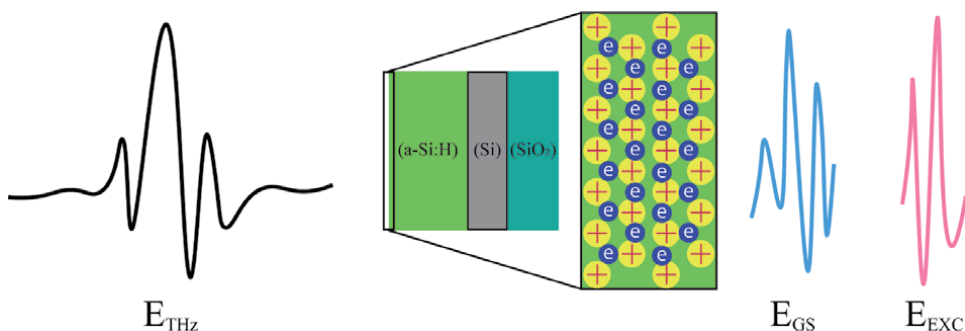 (a-Si:H) (Si) (SiO₂)
+ +
e + e +
+ e + e
e + e +
+ e + e
e + e +
+ e + e
e + e +
+ e + e
e + e +
+ e + e
e + e +
+ +
E_THz
E_GS
E_EXC